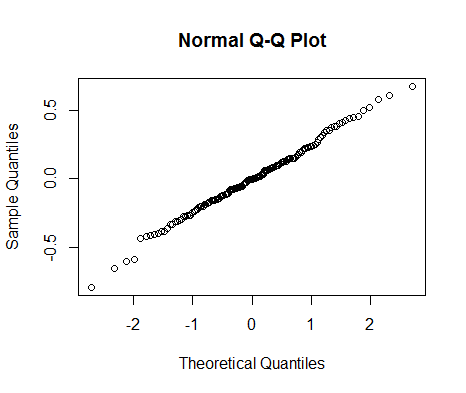 Normal Q-Q Plot
Sample Quantiles
0.5
0.0
-0.5
-2 -1 0 1 2
Theoretical Quantiles